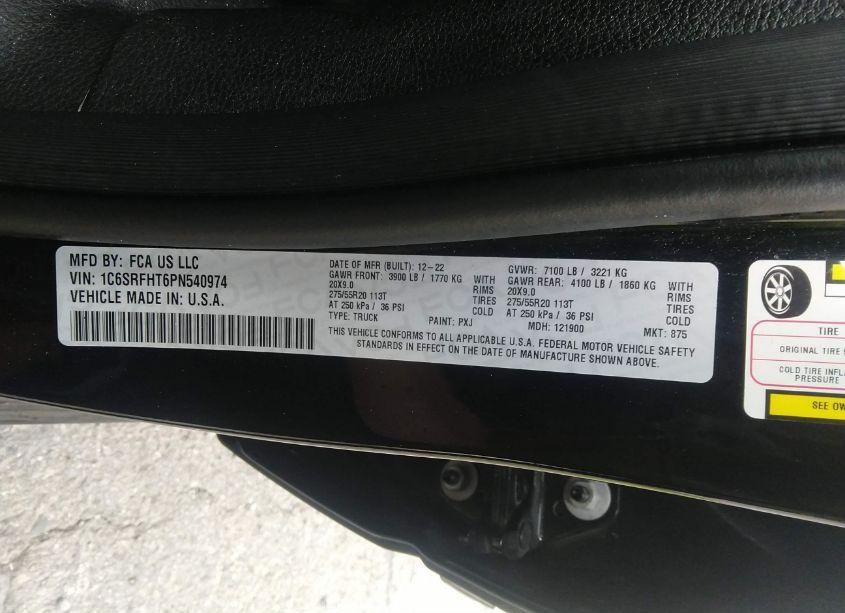 MFD BY: FCA US LLC
VIN: 1C6SRFHT6PN540974
VEHICLE MADE IN: U.S.A.
DATE OF MFR (BUILT): 12-22
GAWR FRONT: 3900 LB / 1770 KG WITH
20X9.0 RIMS
275/55R20 113T TIRES
AT 250 kPa / 36 PSI COLD
TYPE: TRUCK PAINT: PXJ
GVWR: 7100 LB / 3221 KG
GAWR REAR: 4100 LB / 1860 KG WITH
20X9.0 RIMS
275/55R20 113T TIRES
AT 250 kPa / 36 PSI COLD
MDH: 121900 MKT: 875
THIS VEHICLE CONFORMS TO ALL APPLICABLE U.S.A. FEDERAL MOTOR VEHICLE SAFETY
STANDARDS IN EFFECT ON THE DATE OF MANUFACTURE SHOWN ABOVE.
TIRE
ORIGINAL TIRE
COLD TIRE INFL
PRESSURE
SEE OW